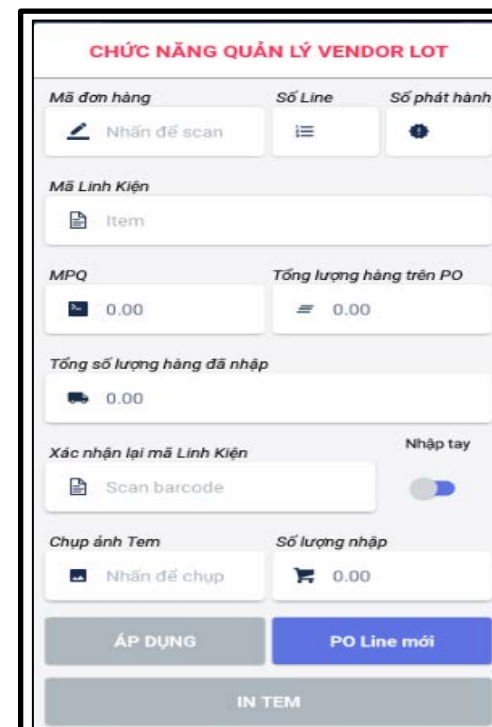 CHỨC NĂNG QUẢN LÝ VENDOR LOT
Mã đơn hàng Số Line Số phát hành
Nhấn để scan
Mã Linh Kiện
Item
MPQ Tổng lượng hàng trên PO
0.00 0.00
Tổng số lượng hàng đã nhập
0.00
Xác nhận lại mã Linh Kiện Nhập tay
Scan barcode
Chụp ảnh Tem Số lượng nhập
Nhấn để chụp 0.00
ÁP DỤNG PO Line mới
IN TEM